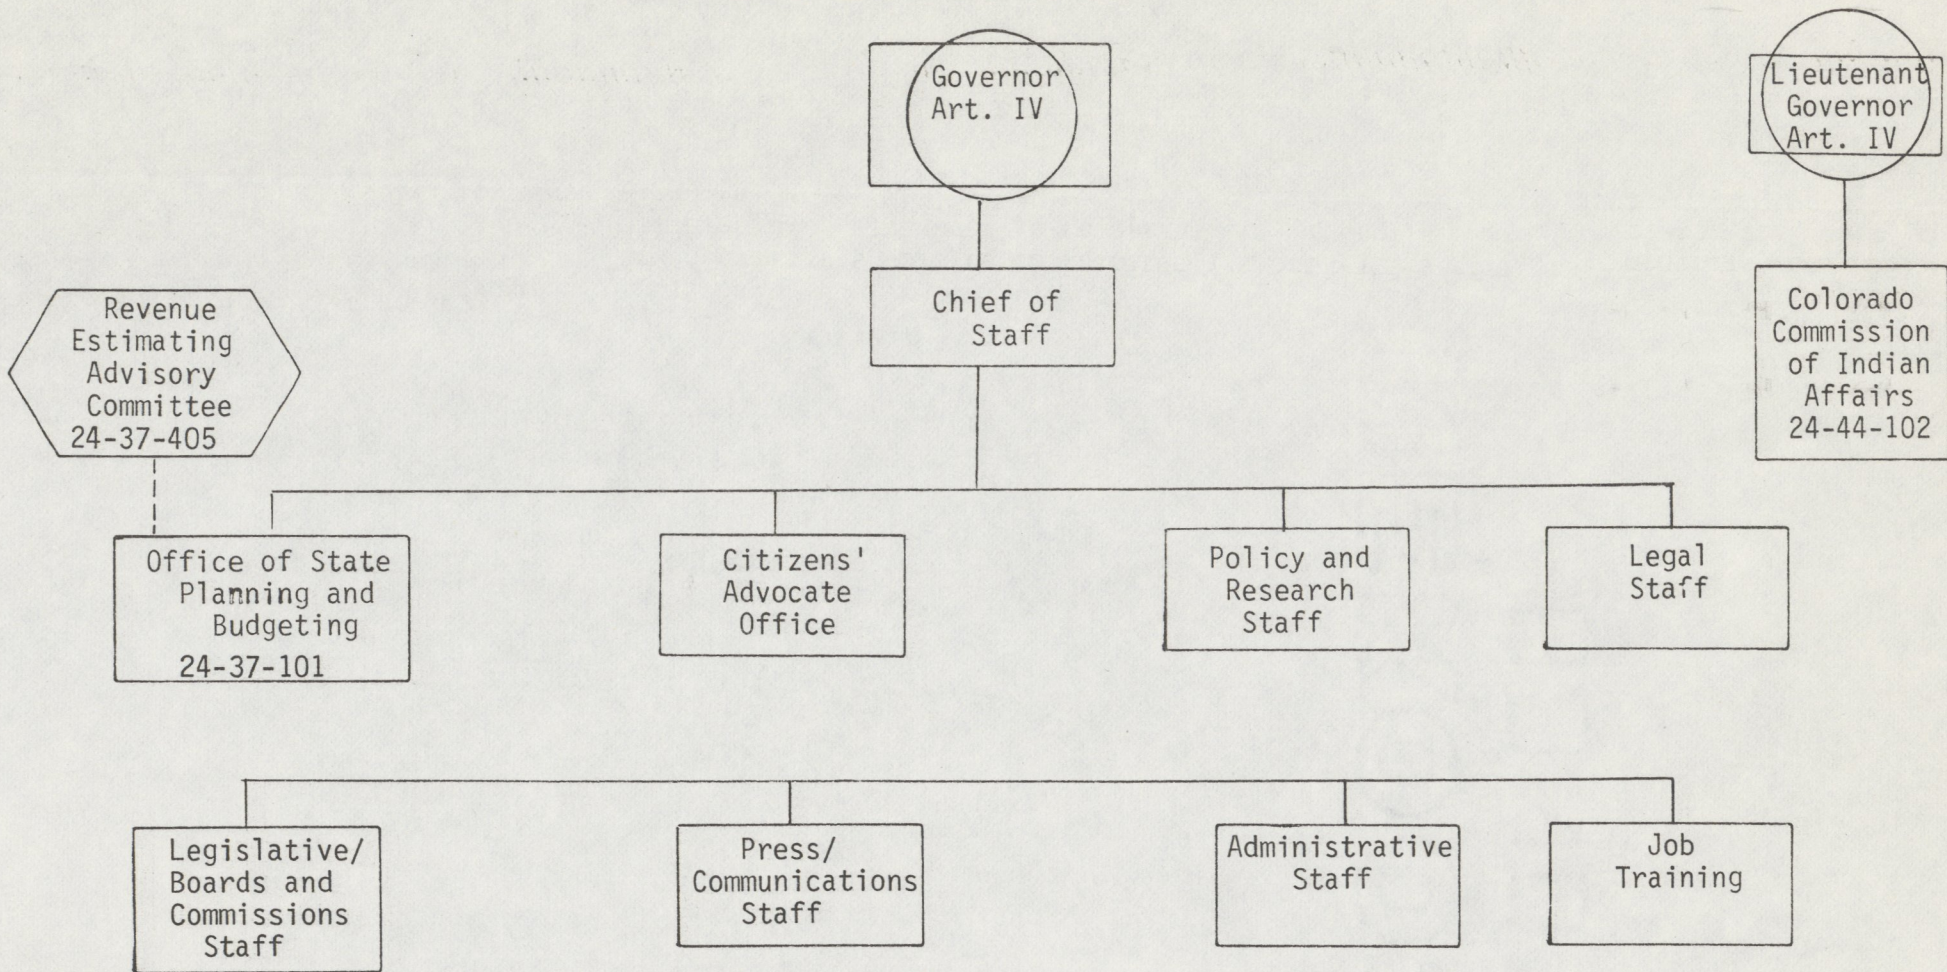 Governor
Art. IV
Lieutenant
Governor
Art. IV
Chief of
Staff
Colorado
Commission
of Indian
Affairs
24-44-102
Revenue
Estimating
Advisory
Committee
24-37-405
Office of State
Planning and
Budgeting
24-37-101
Citizens'
Advocate
Office
Policy and
Research
Staff
Legal
Staff
Legislative/
Boards and
Commissions
Staff
Press/
Communications
Staff
Administrative
Staff
Job
Training